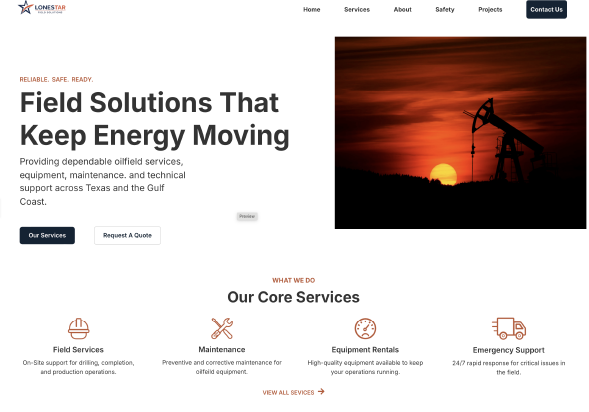 LONESTAR
FIELD SOLUTIONS
Home Services About Safety Projects Contact Us
RELIABLE. SAFE. READY.
Field Solutions That
Keep Energy Moving
Providing dependable oilfield services,
equipment, maintenance. and technical
support across Texas and the Gulf
Coast.
Preview
Our Services Request A Quote
WHAT WE DO
Our Core Services
Field Services Maintenance Equipment Rentals Emergency Support
On-Site support for drilling, completion,
and production operations.
Preventive and corrective maintenance for
oilfeild equipment.
High-quality equipment available to keep
your operations running.
24/7 rapid response for critical issues in
the field.
VIEW ALL SEVICES